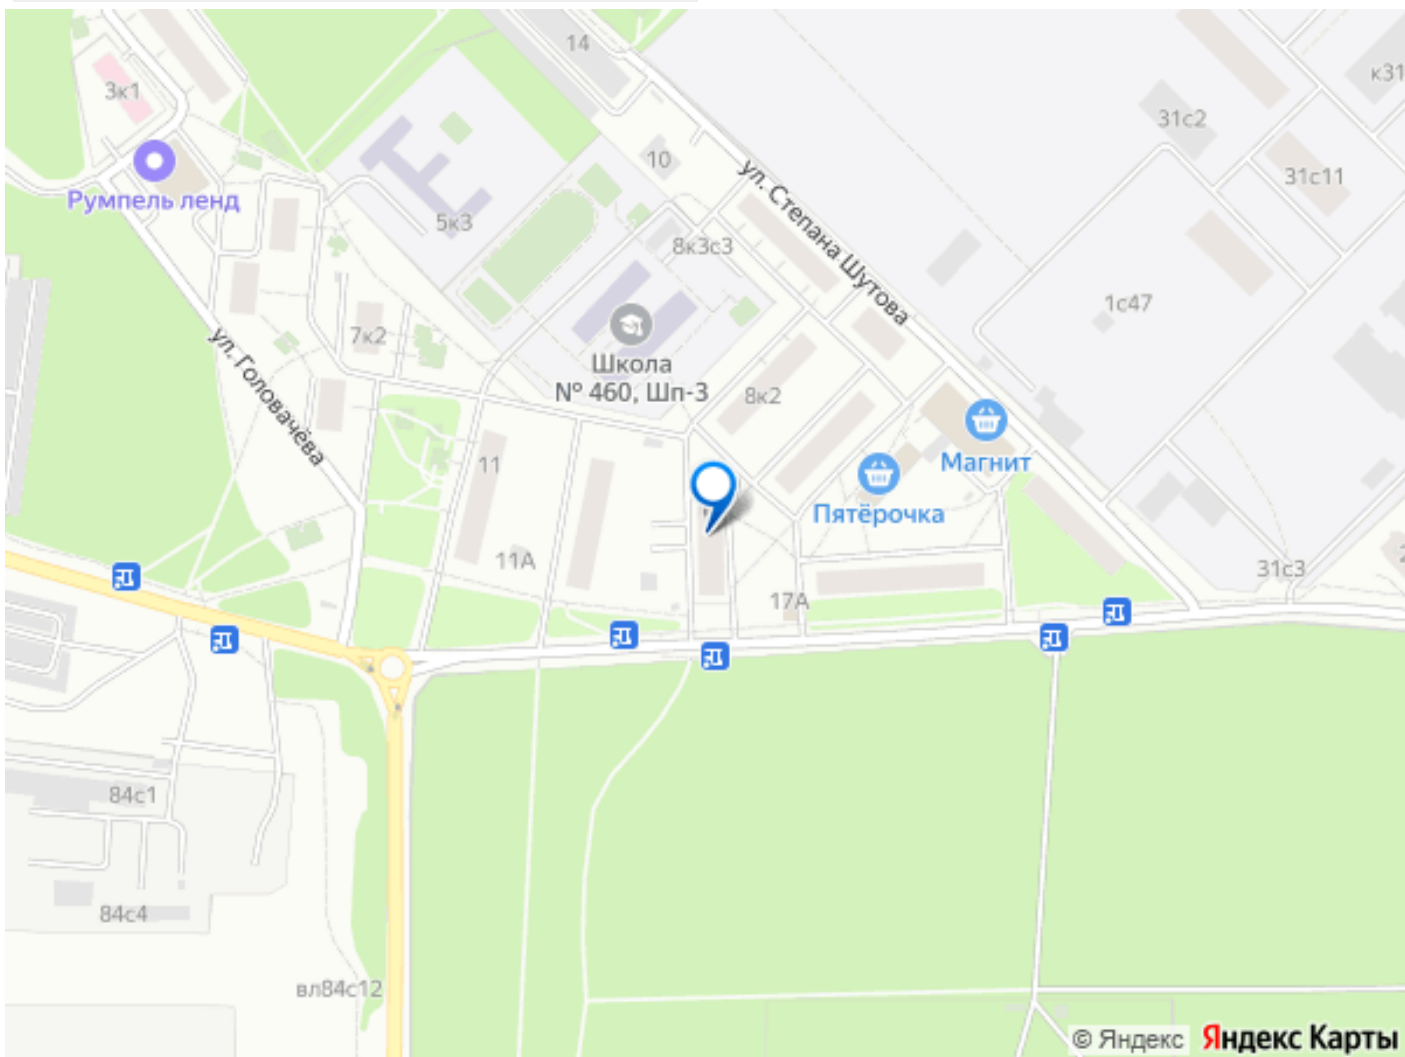 14
к31
3к1
31с2
10
ул. Степана Шутова
31с11
Румпель ленд
5к3
8к3с3
1с47
ул. Головачёва
7к2
Школа
№ 460, Шп-3
8к2
11
Магнит
Пятёрочка
11А
31с3
17А
84с1
84с4
вл84с12
© Яндекс
Яндекс Карты